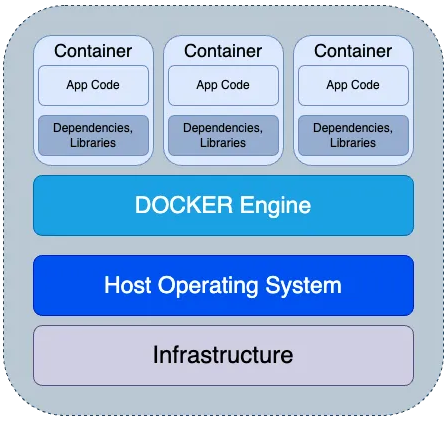 Container Container Container
App Code App Code App Code
Dependencies, Dependencies, Dependencies,
Libraries Libraries Libraries
DOCKER Engine
Host Operating System
Infrastructure